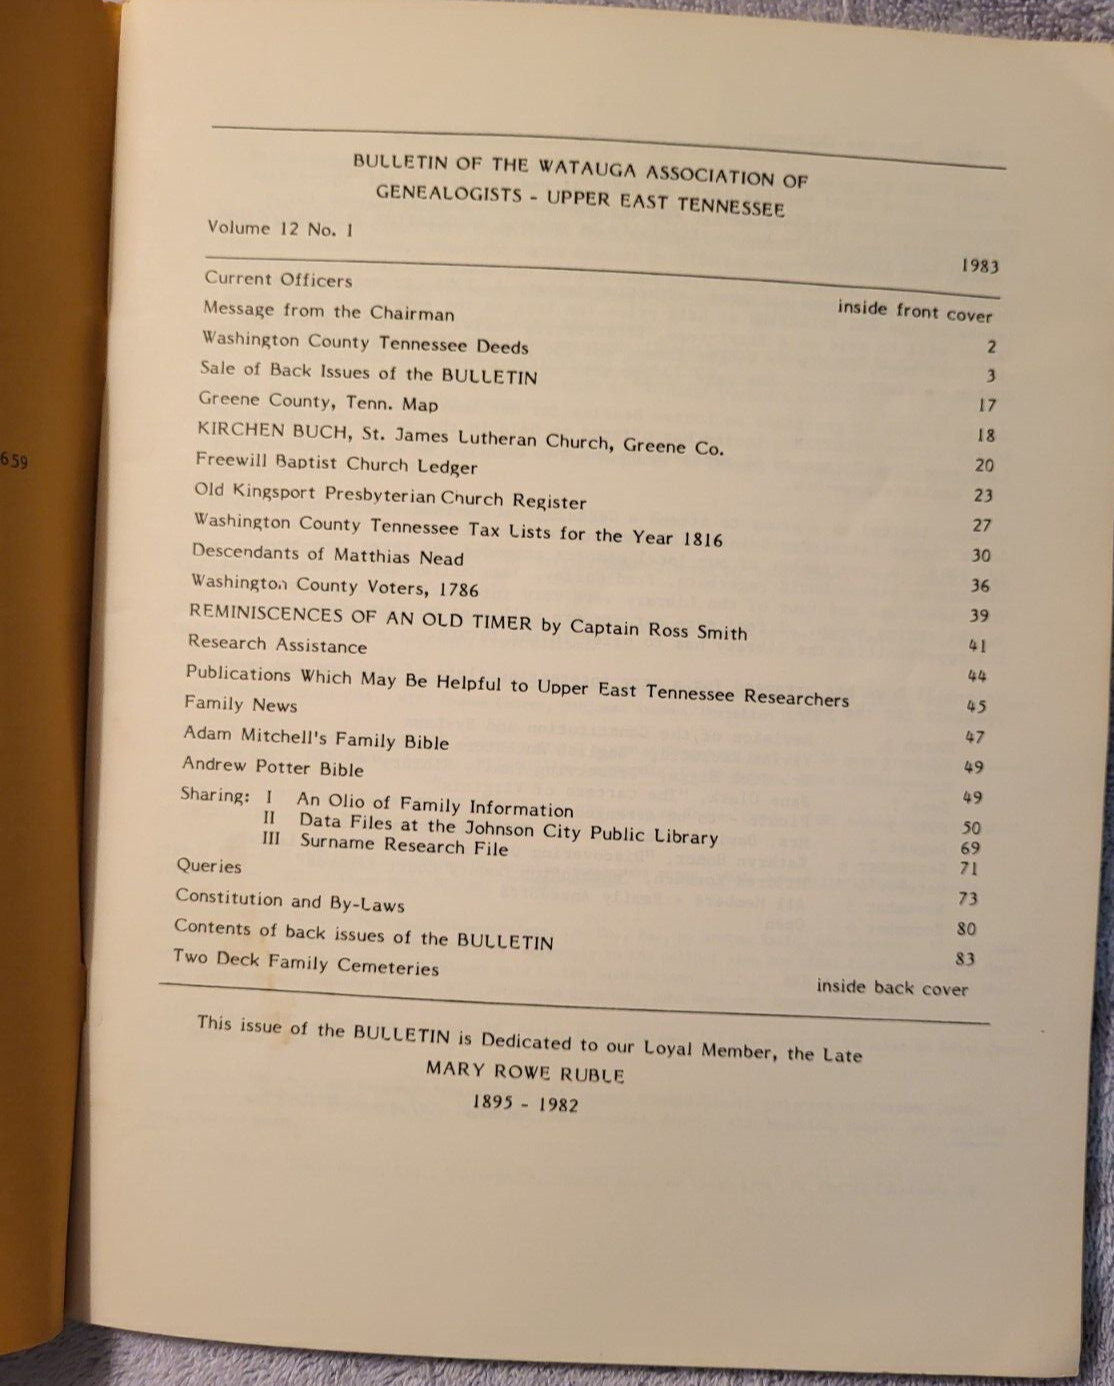 BULLETIN OF THE WATAUGA ASSOCIATION OF
GENEALOGISTS - UPPER EAST TENNESSEE
Volume 12 No. 1 1983
Current Officers inside front cover
Message from the Chairman 2
Washington County Tennessee Deeds 3
Sale of Back Issues of the BULLETIN 17
Greene County, Tenn. Map 18
KIRCHEN BUCH, St. James Lutheran Church, Greene Co. 20
Freewill Baptist Church Ledger 23
Old Kingsport Presbyterian Church Register 27
Washington County Tennessee Tax Lists for the Year 1816 30
Descendants of Matthias Nead 36
Washington County Voters, 1786 39
REMINISCENCES OF AN OLD TIMER by Captain Ross Smith 41
Research Assistance 44
Publications Which May Be Helpful to Upper East Tennessee Researchers 45
Family News 47
Adam Mitchell's Family Bible 49
Andrew Potter Bible 49
Sharing: I An Olio of Family Information 50
II Data Files at the Johnson City Public Library 69
III Surname Research File 71
Queries 73
Constitution and By-Laws 80
Contents of back issues of the BULLETIN 83
Two Deck Family Cemeteries inside back cover
This issue of the BULLETIN is Dedicated to our Loyal Member, the Late
MARY ROWE RUBLE
1895 - 1982
659